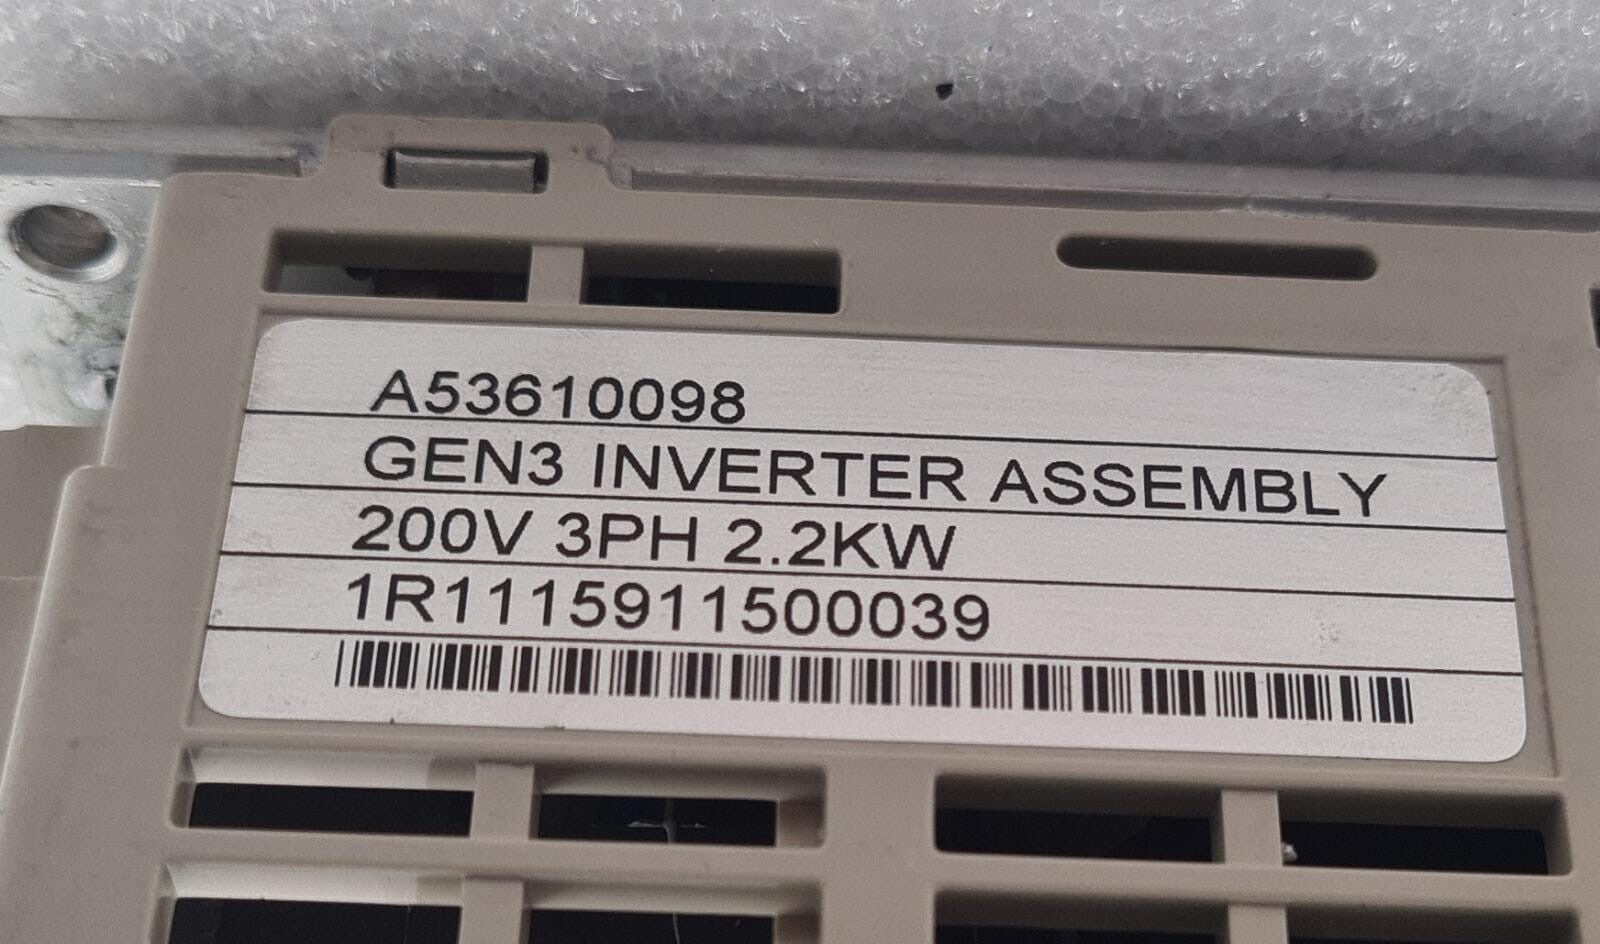 A53610098
GEN3 INVERTER ASSEMBLY
200V 3PH 2.2KW
1R1115911500039